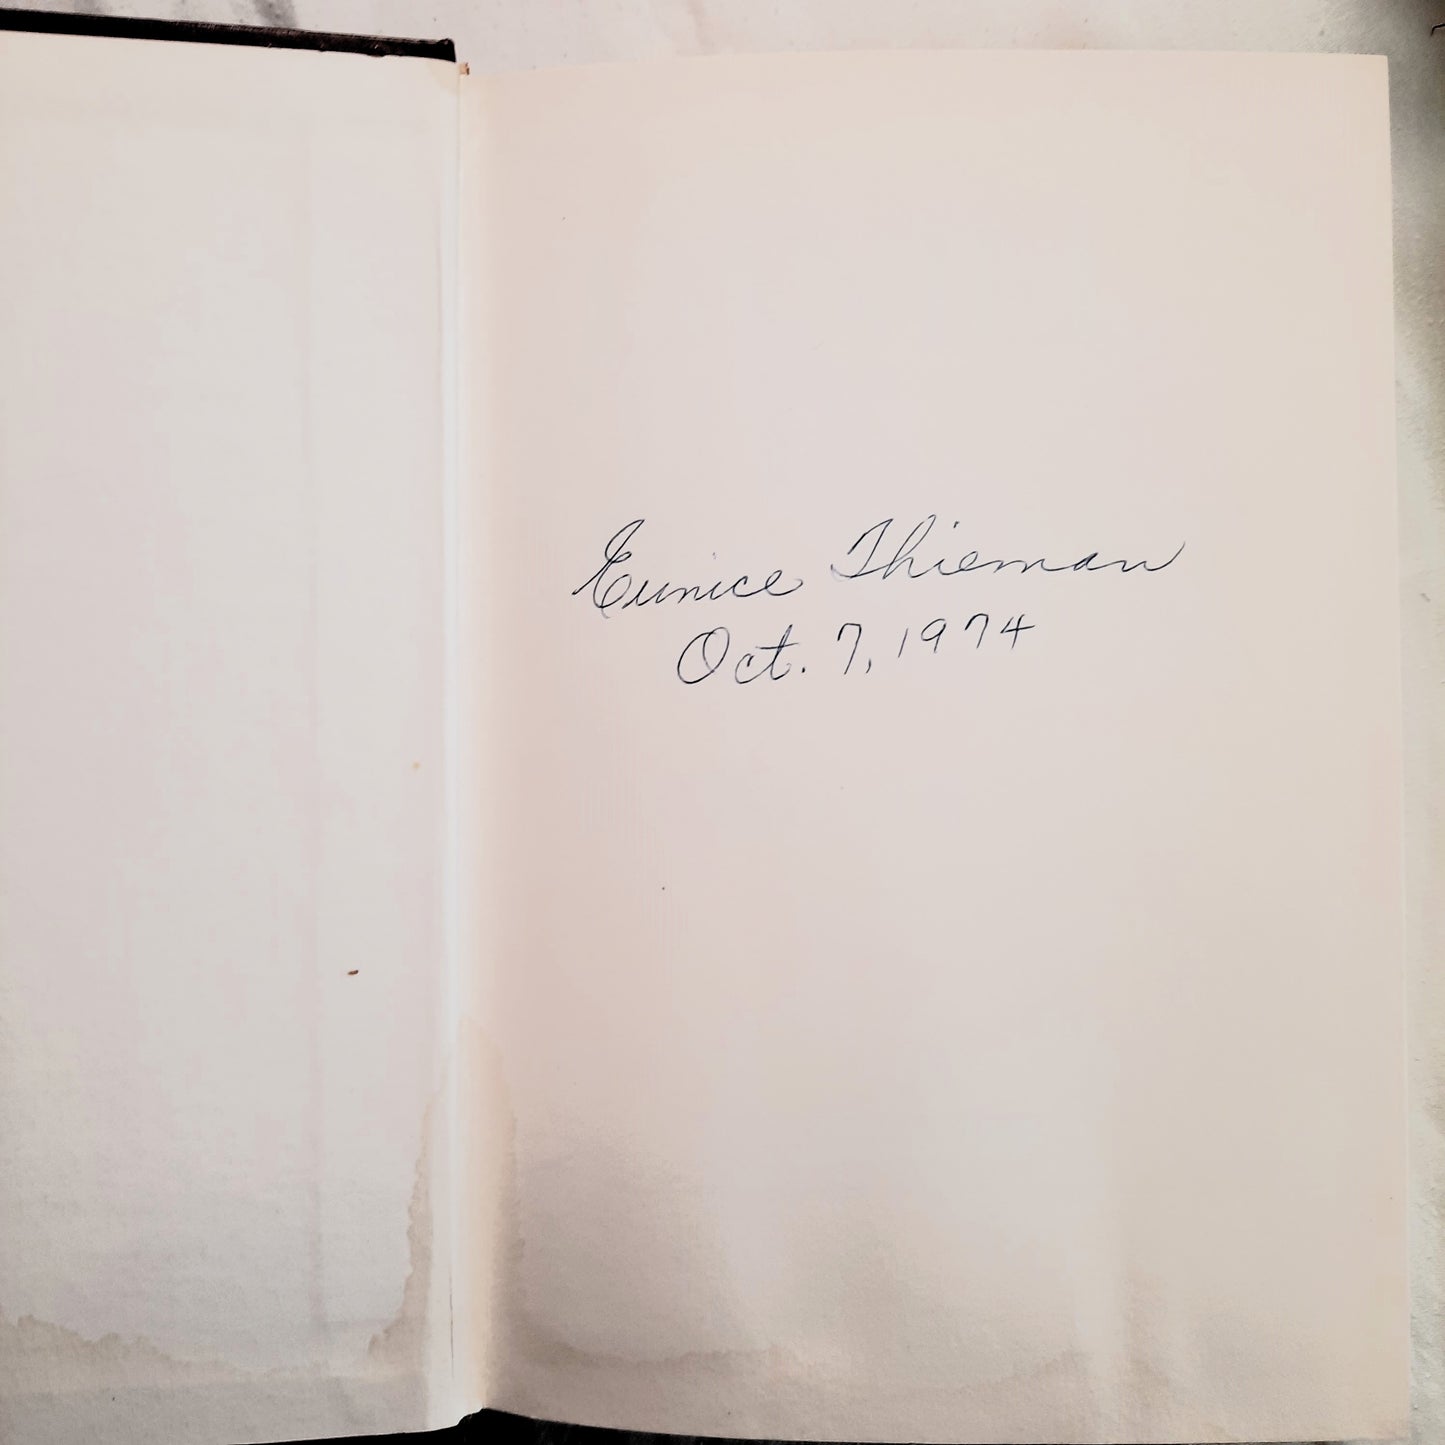 Eunice Thieman
Oct. 7, 1974